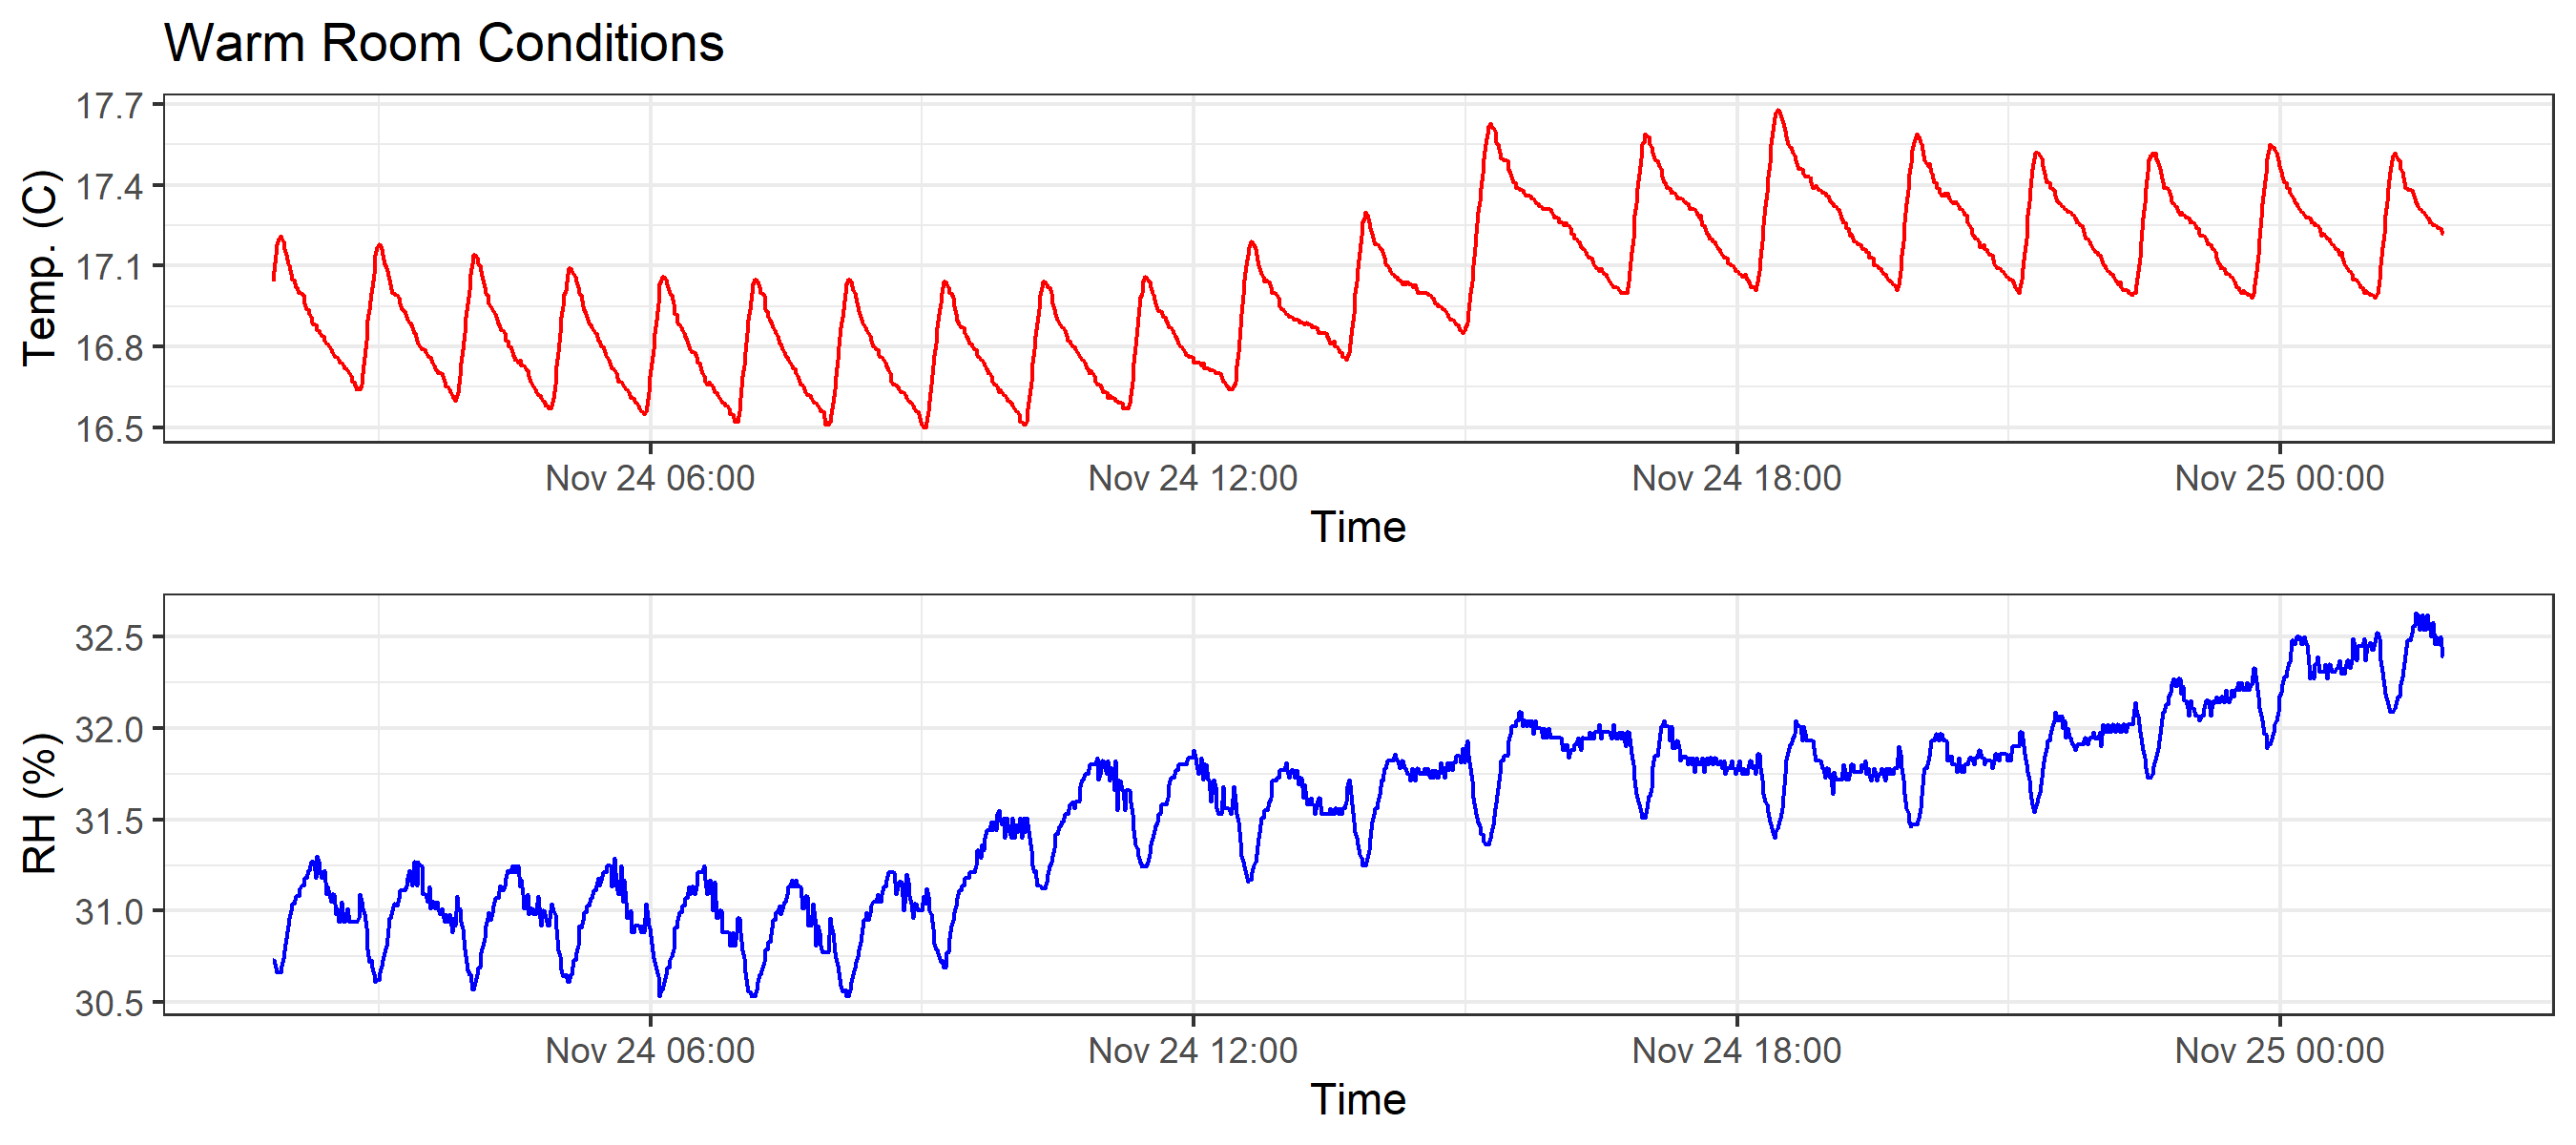 Warm Room Conditions
Temp. (C)
17.7
17.4
17.1
16.8
16.5
Nov 24 06:00 Nov 24 12:00 Nov 24 18:00 Nov 25 00:00
Time
RH (%)
32.5
32.0
31.5
31.0
30.5
Nov 24 06:00 Nov 24 12:00 Nov 24 18:00 Nov 25 00:00
Time